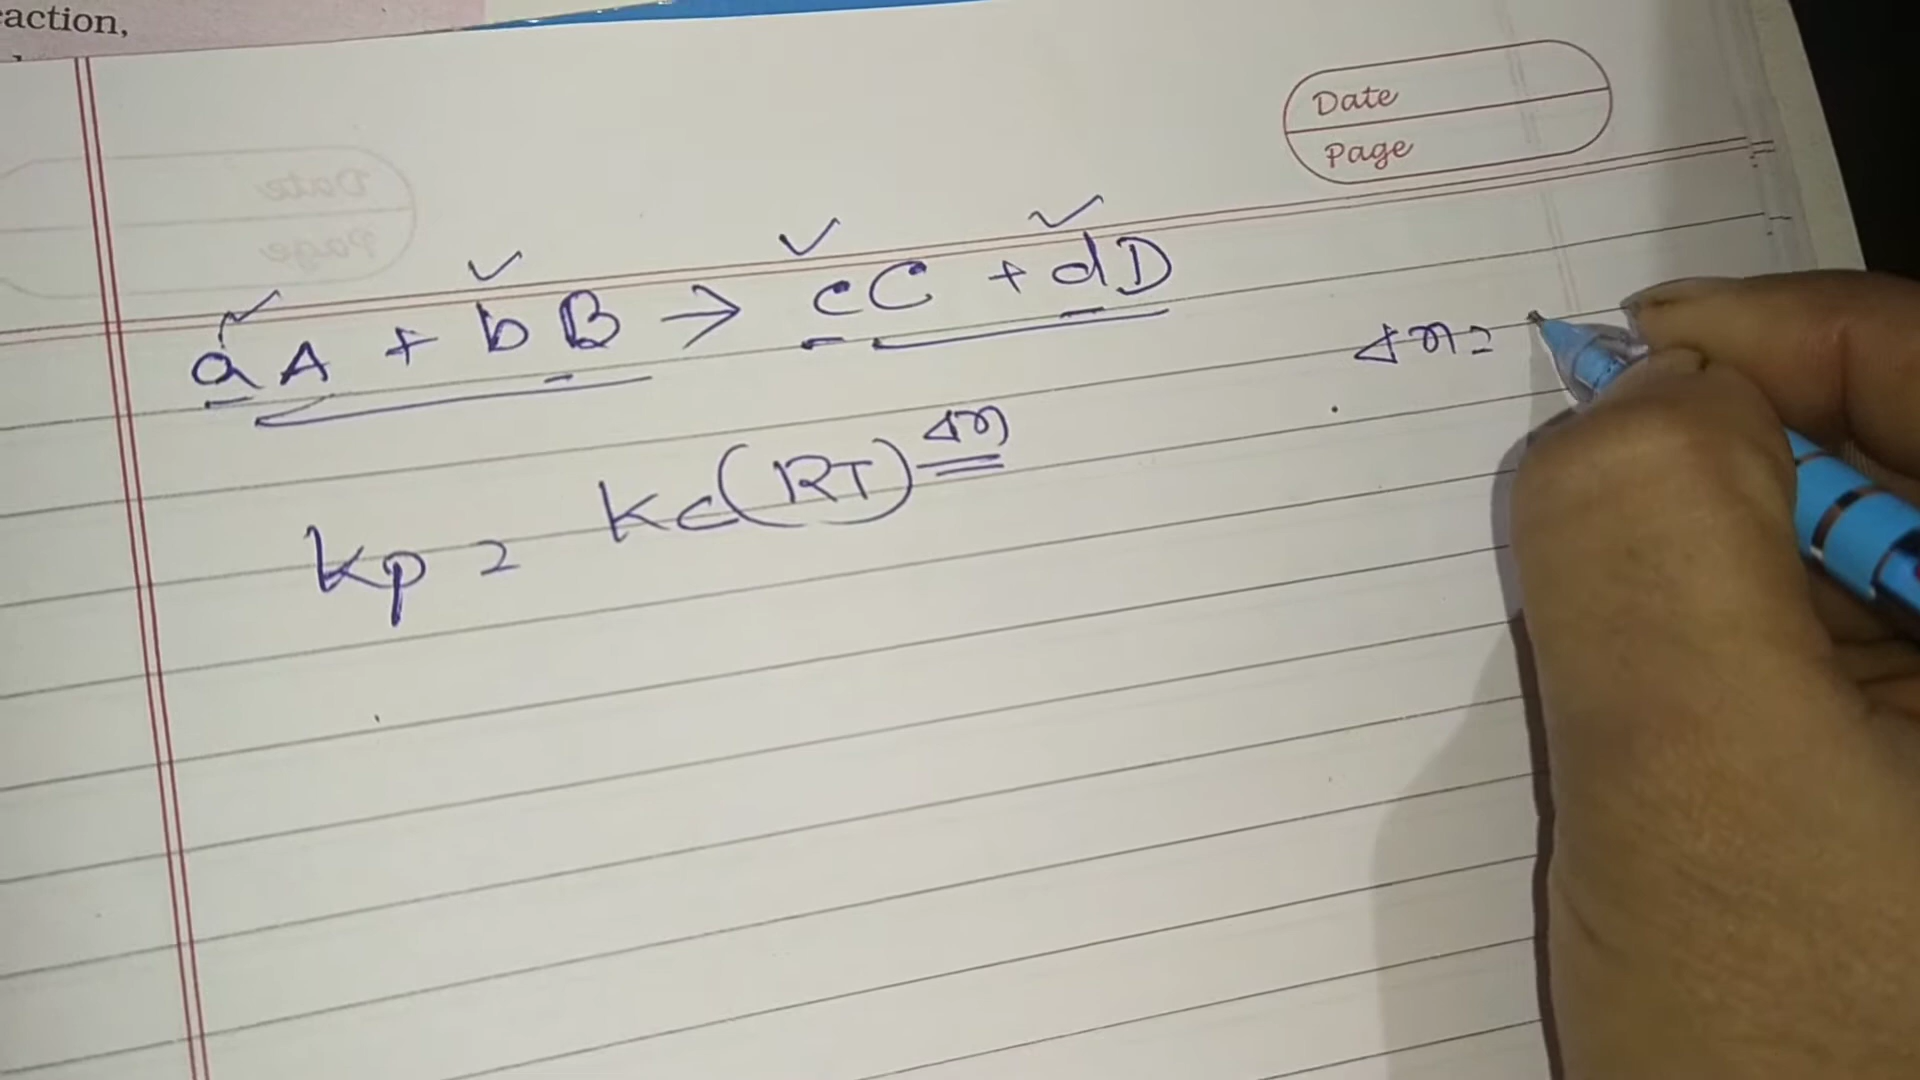 action,
Date
Page
aA + bB → cC + dD
Δn =
Kp = Kc(RT)^Δn